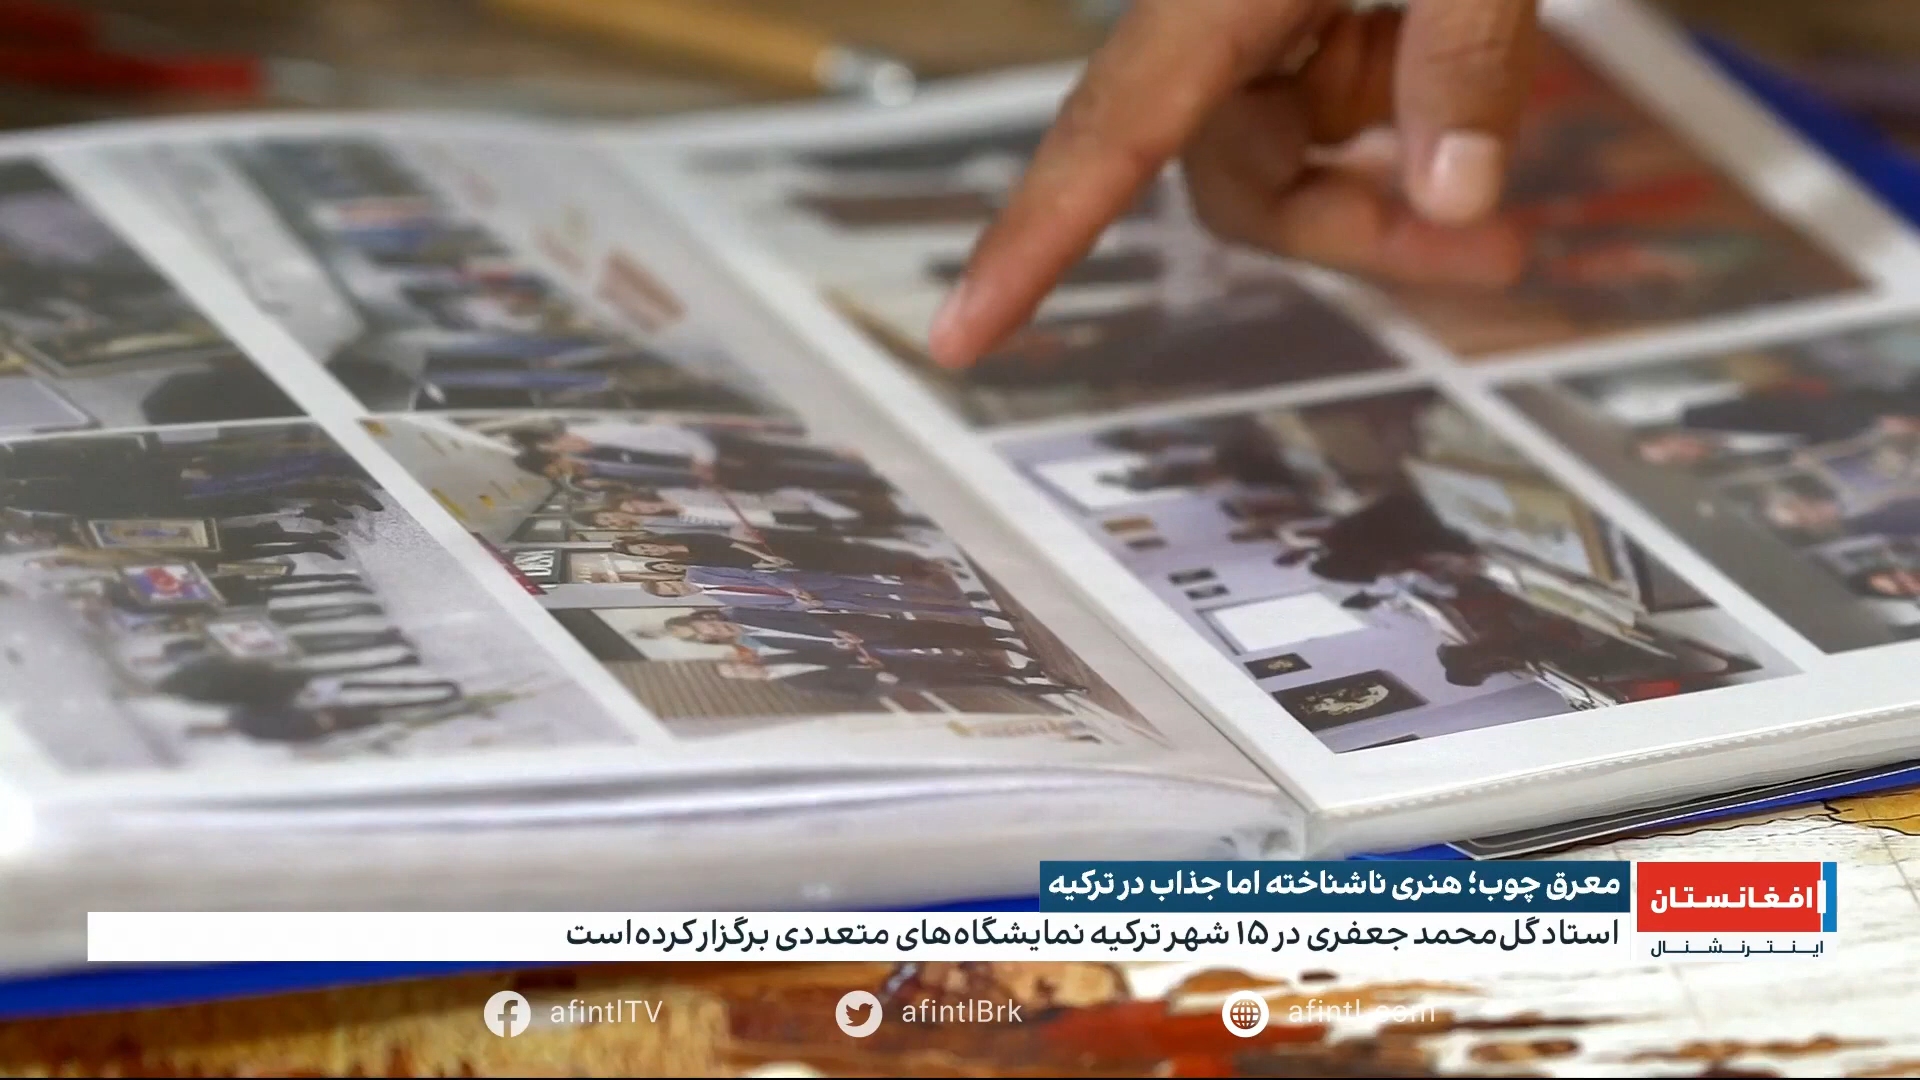 معرق چوب؛ هنری ناشناخته اما جذاب در ترکیه
استاد گل‌محمد جعفری در ۱۵ شهر ترکیه نمایشگاه‌های متعددی برگزار کرده است
افغانستان
اینترنشنال
afintlTV
afintlBrk
afintl.com